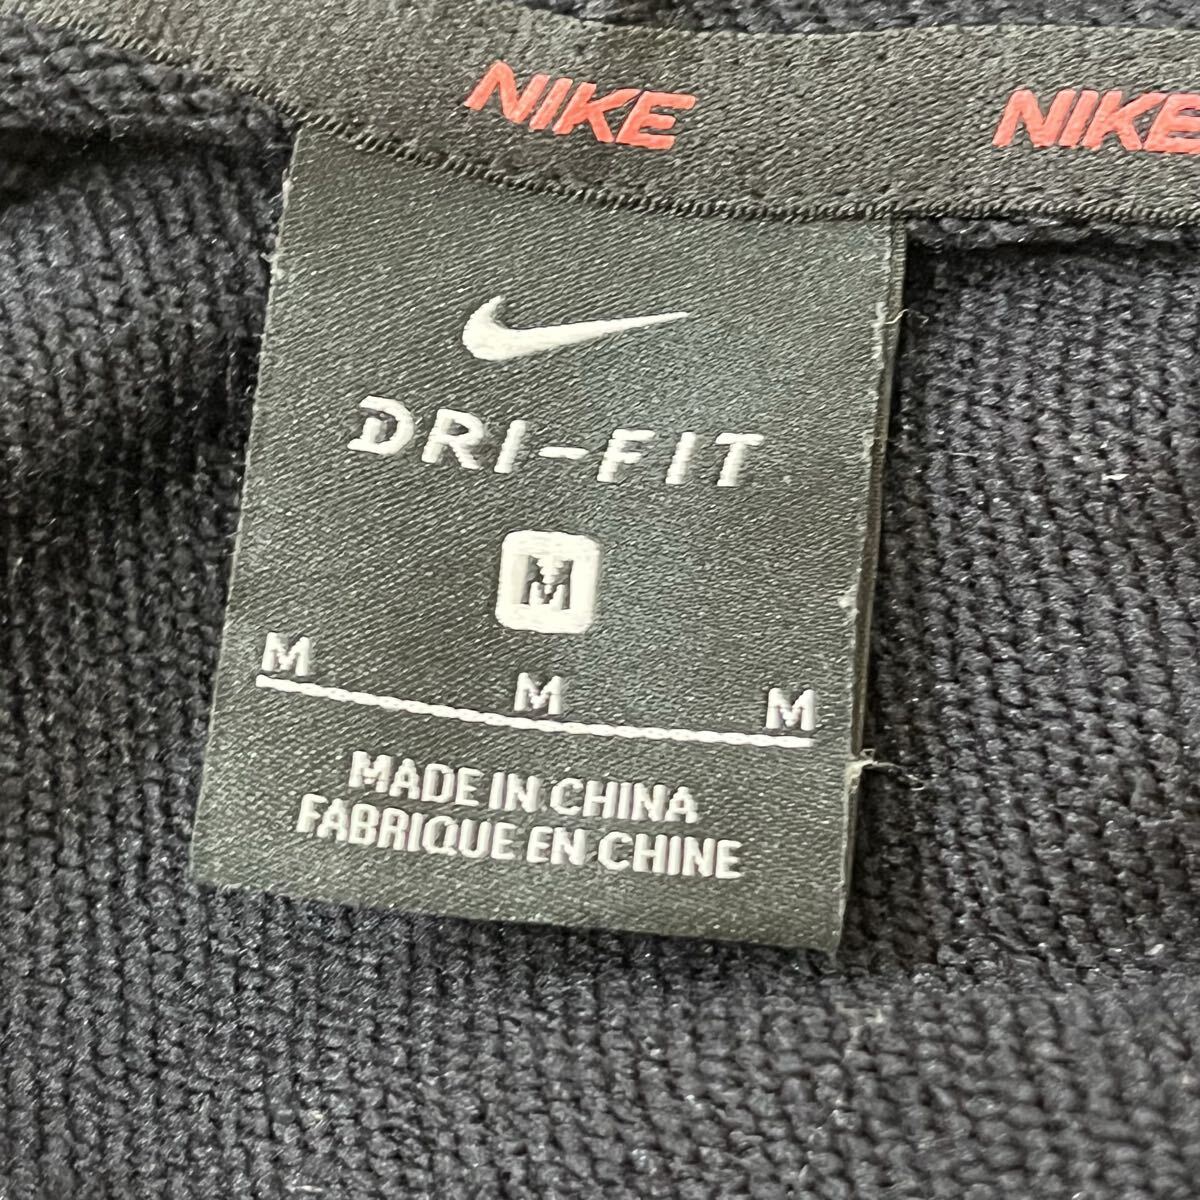 NIKE NIKE
DRI-FIT
M
M M M
MADE IN CHINA
FABRIQUE EN CHINE